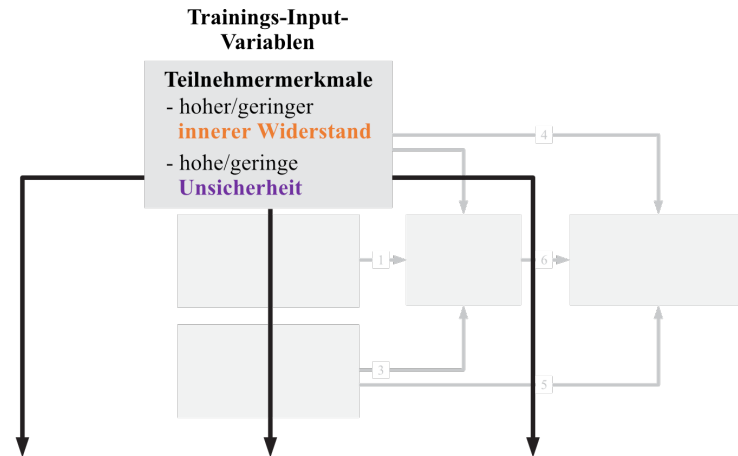 Trainings-Input-
Variablen
Teilnehmermerkmale
- hoher/geringer
innerer Widerstand
- hohe/geringe
Unsicherheit
4
1
6
3
5